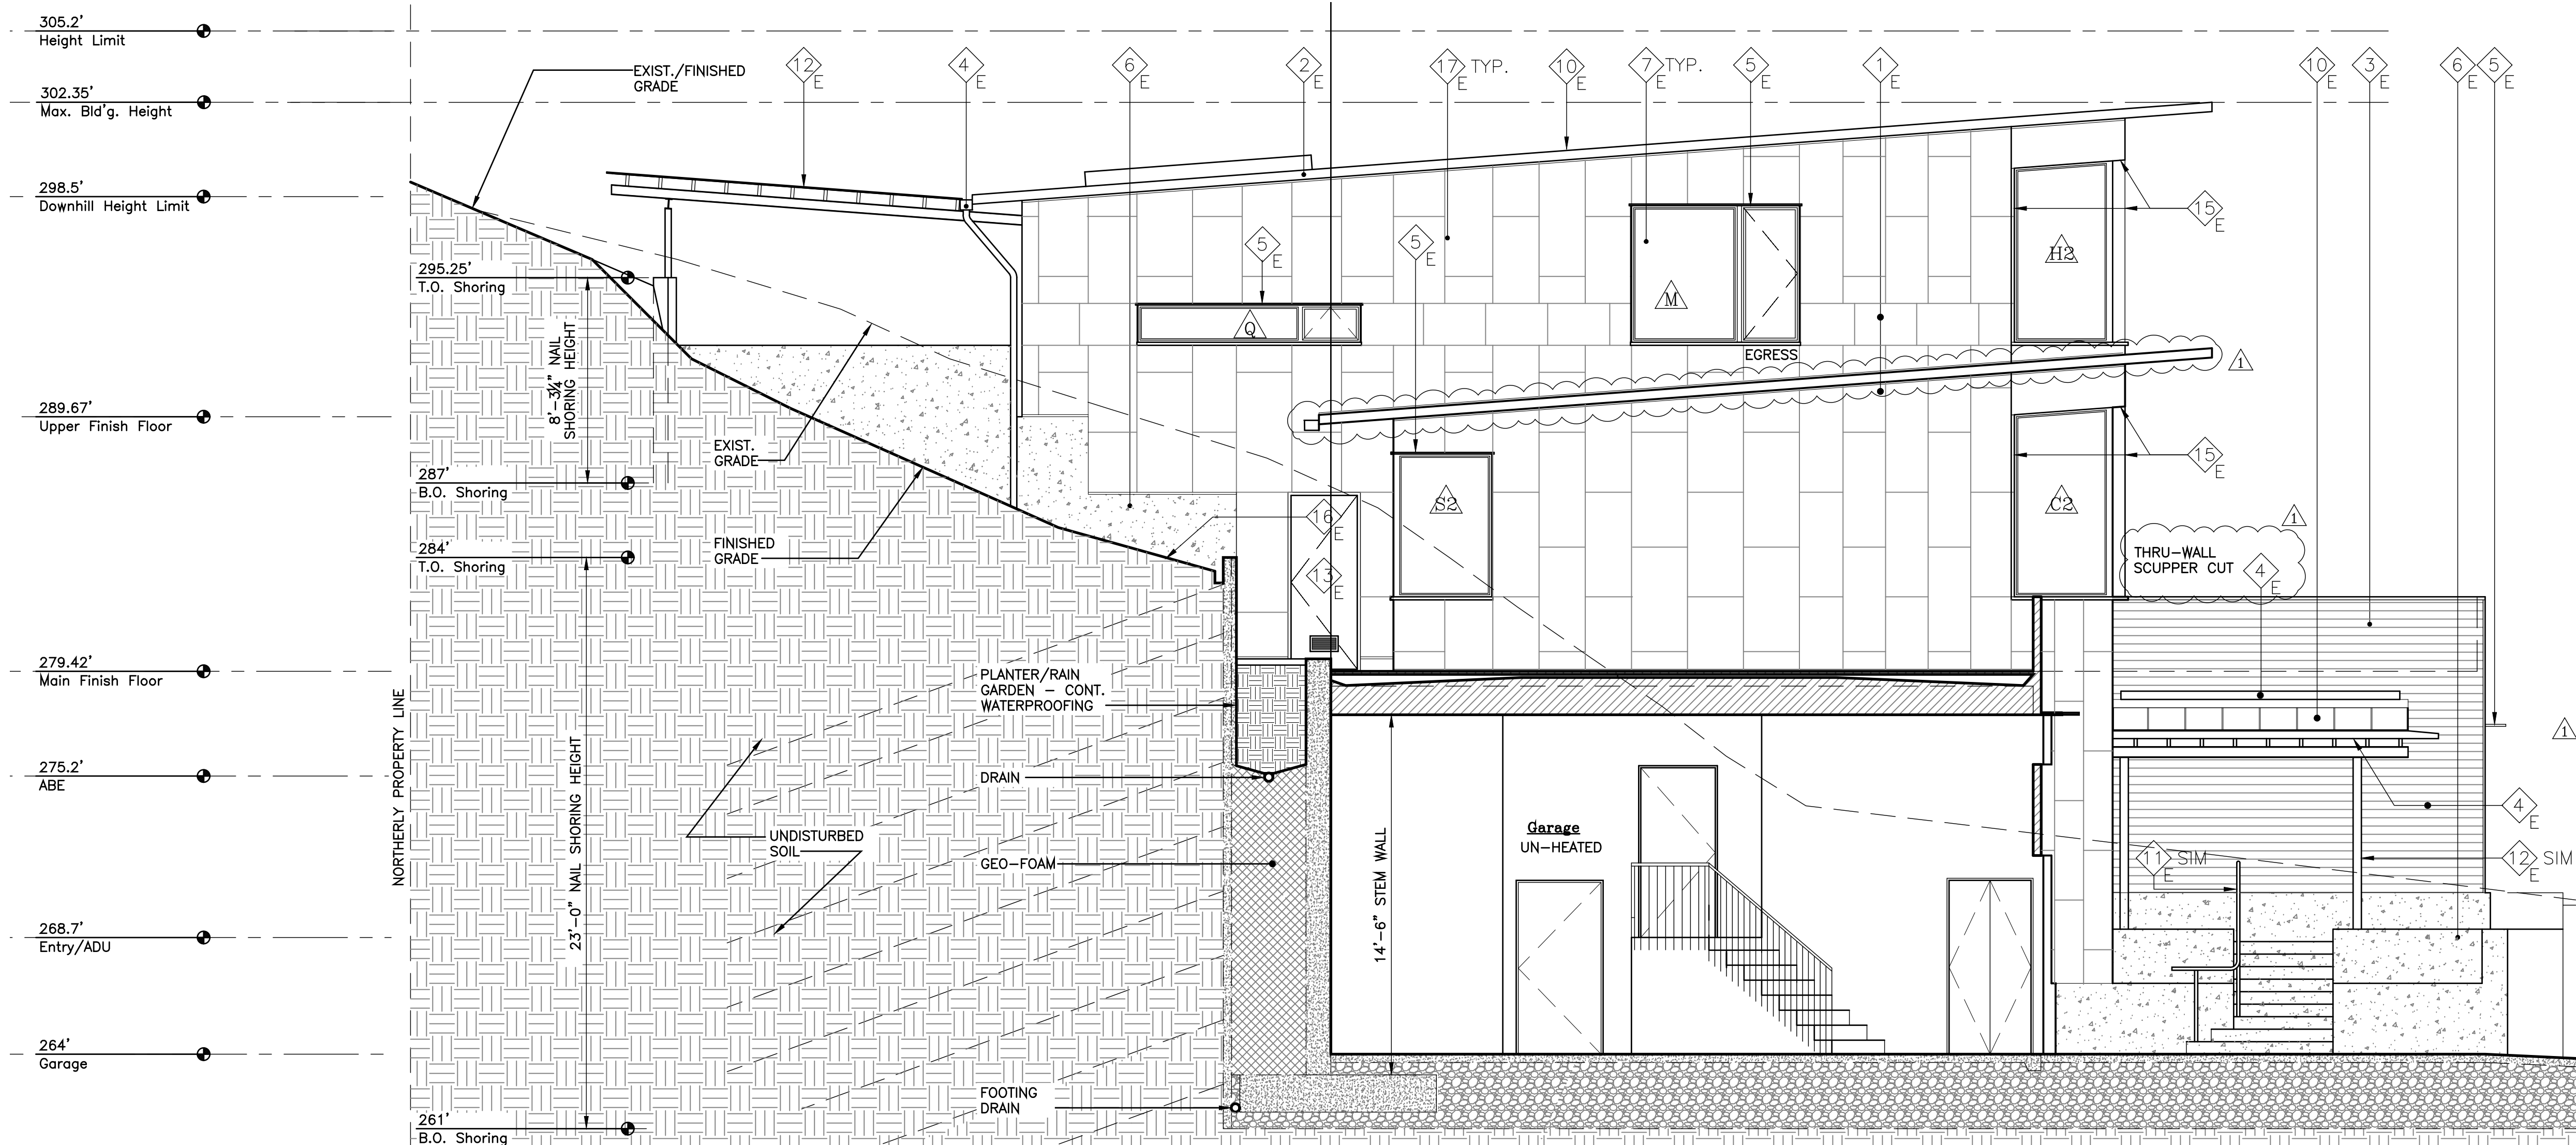 305.2'
Height Limit
302.35'
Max. Bld'g. Height
298.5'
Downhill Height Limit
289.67'
Upper Finish Floor
279.42'
Main Finish Floor
275.2'
ABE
268.7'
Entry/ADU
264'
Garage
NORTHERLY PROPERTY LINE
EXIST./FINISHED
GRADE
12
E
4
E
6
E
2
E
17 TYP.
E
10
E
7 TYP.
E
5
E
1
E
10
E
3
E
6
E
5
E
295.25'
T.O. Shoring
8'-3¼" NAIL
SHORING HEIGHT
287'
B.O. Shoring
284'
T.O. Shoring
23'-0" NAIL SHORING HEIGHT
261'
B.O. Shoring
EXIST.
GRADE
FINISHED
GRADE
5
E
Q
5
E
M
EGRESS
H2
15
E
1
S2
C2
15
E
16
E
13
E
1
THRU-WALL
SCUPPER CUT
4
E
PLANTER/RAIN
GARDEN - CONT.
WATERPROOFING
DRAIN
UNDISTURBED
SOIL
GEO-FOAM
FOOTING
DRAIN
14'-6" STEM WALL
Garage
UN-HEATED
1
4
E
11 SIM
E
12 SIM
E